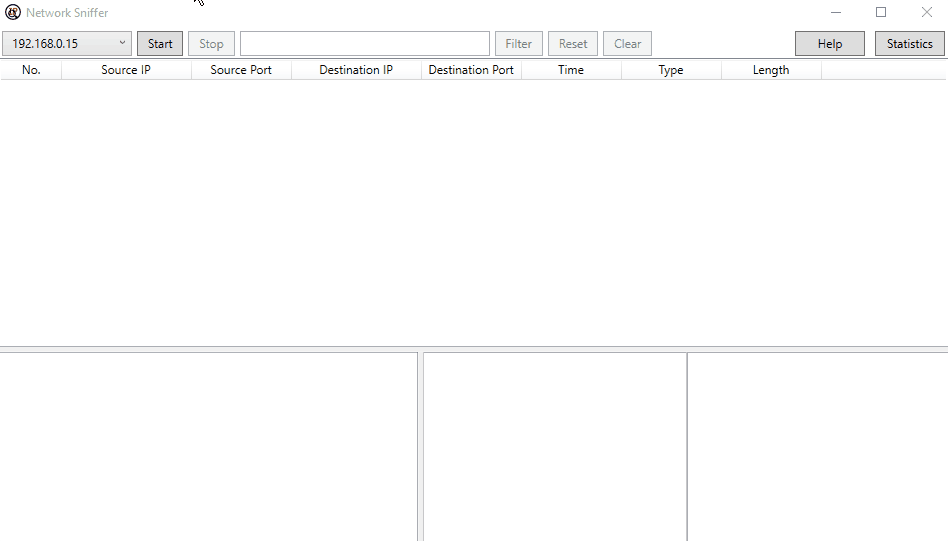 Network Sniffer
192.168.0.15 Start Stop Filter Reset Clear Help Statistics
No. Source IP Source Port Destination IP Destination Port Time Type Length